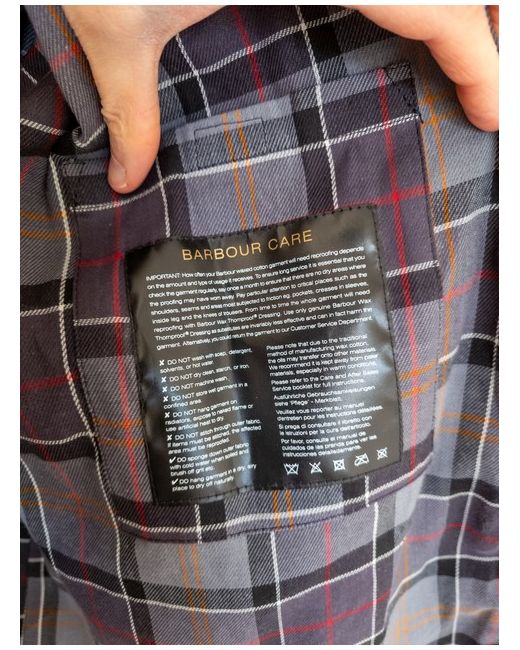 BARBOUR CARE
IMPORTANT: How often your Barbour waxed cotton garment will need reproofing depends
on the amount and type of usage it receives. To ensure long service it is essential that you
check the garment regularly, say once a month to ensure that there are no dry areas where
the proofing may have worn away. Pay particular attention to critical places such as
shoulders, seams and areas most subjected to friction eg. pockets, creases in sleeves,
inside leg and the knees of trousers. From time to time the whole garment will need
reproofing with Barbour Wax Thornproof® Dressing. Use only genuine Barbour Wax
Thornproof® Dressing as substitutes are invariably less effective and can in fact harm the
garment. Alternatively, you could return the garment to our Customer Service Department.
✘ DO NOT wash with soap, detergent,
solvents, or hot water
✘ DO NOT dry clean, starch, or iron.
✘ DO NOT machine wash.
✘ DO NOT store wet garment in a
confined area.
✘ DO NOT hang garment on
radiators, expose to naked flame or
use artificial heat to dry.
✘ DO NOT stitch through outer fabric.
If items must be stitched, the affected
area must be reproofed.
✔ DO sponge down outer fabric
with cold water when soiled and
brush off grit etc.
✔ DO hang garment in a dry, airy
place to dry off naturally.
Please note that due to the traditional
method of manufacturing wax cotton,
the oils may transfer onto other materials.
We recommend it is kept away from paler
materials, especially in warm conditions.
Please refer to the Care and After Sales
Service booklet for full instructions.
Ausführliche Gebrauchsanweisungen
siehe 'Pflege' - Merkblatt.
Veuillez vous reporter au manuel
d'entretien pour les instructions détaillées.
Si prega di consultare il libretto con
le istruzioni per la cura dell'articolo.
Por favor, consulte el manual de
cuidados de las prendas para ver las
instrucciones detalladamente.